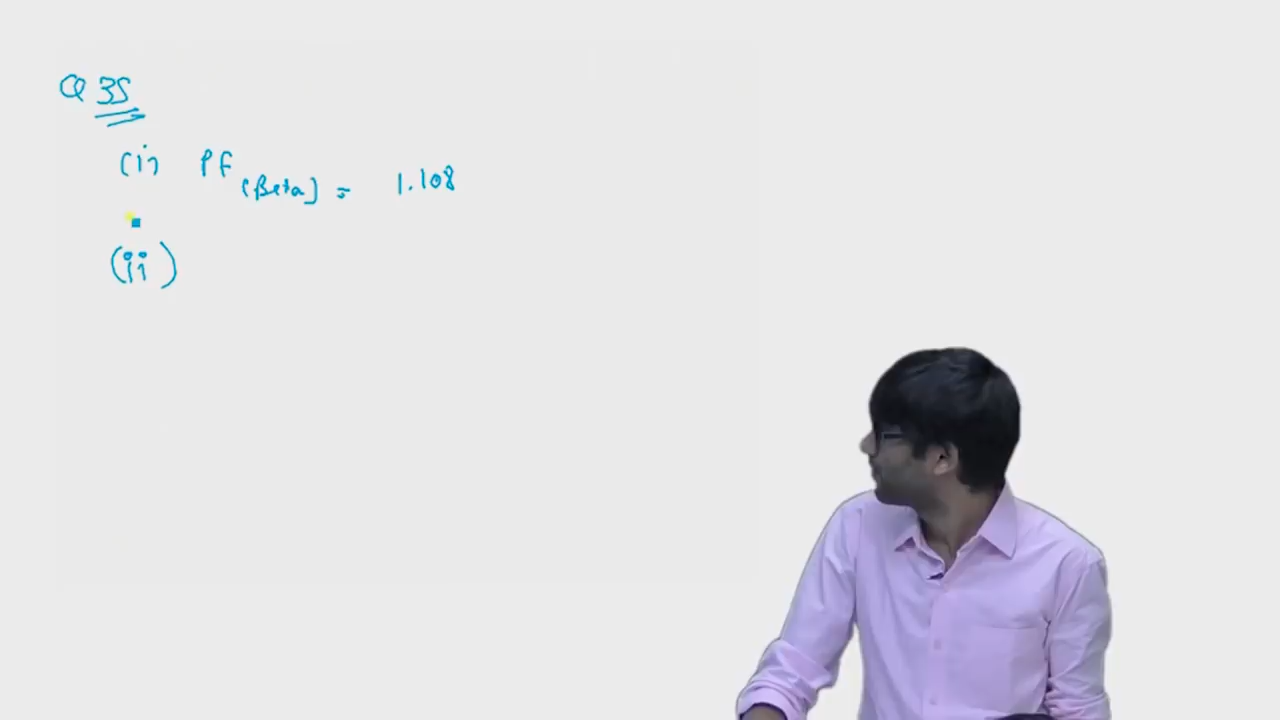 Q 35
(i) PF (Beta) = 1.108
(ii)